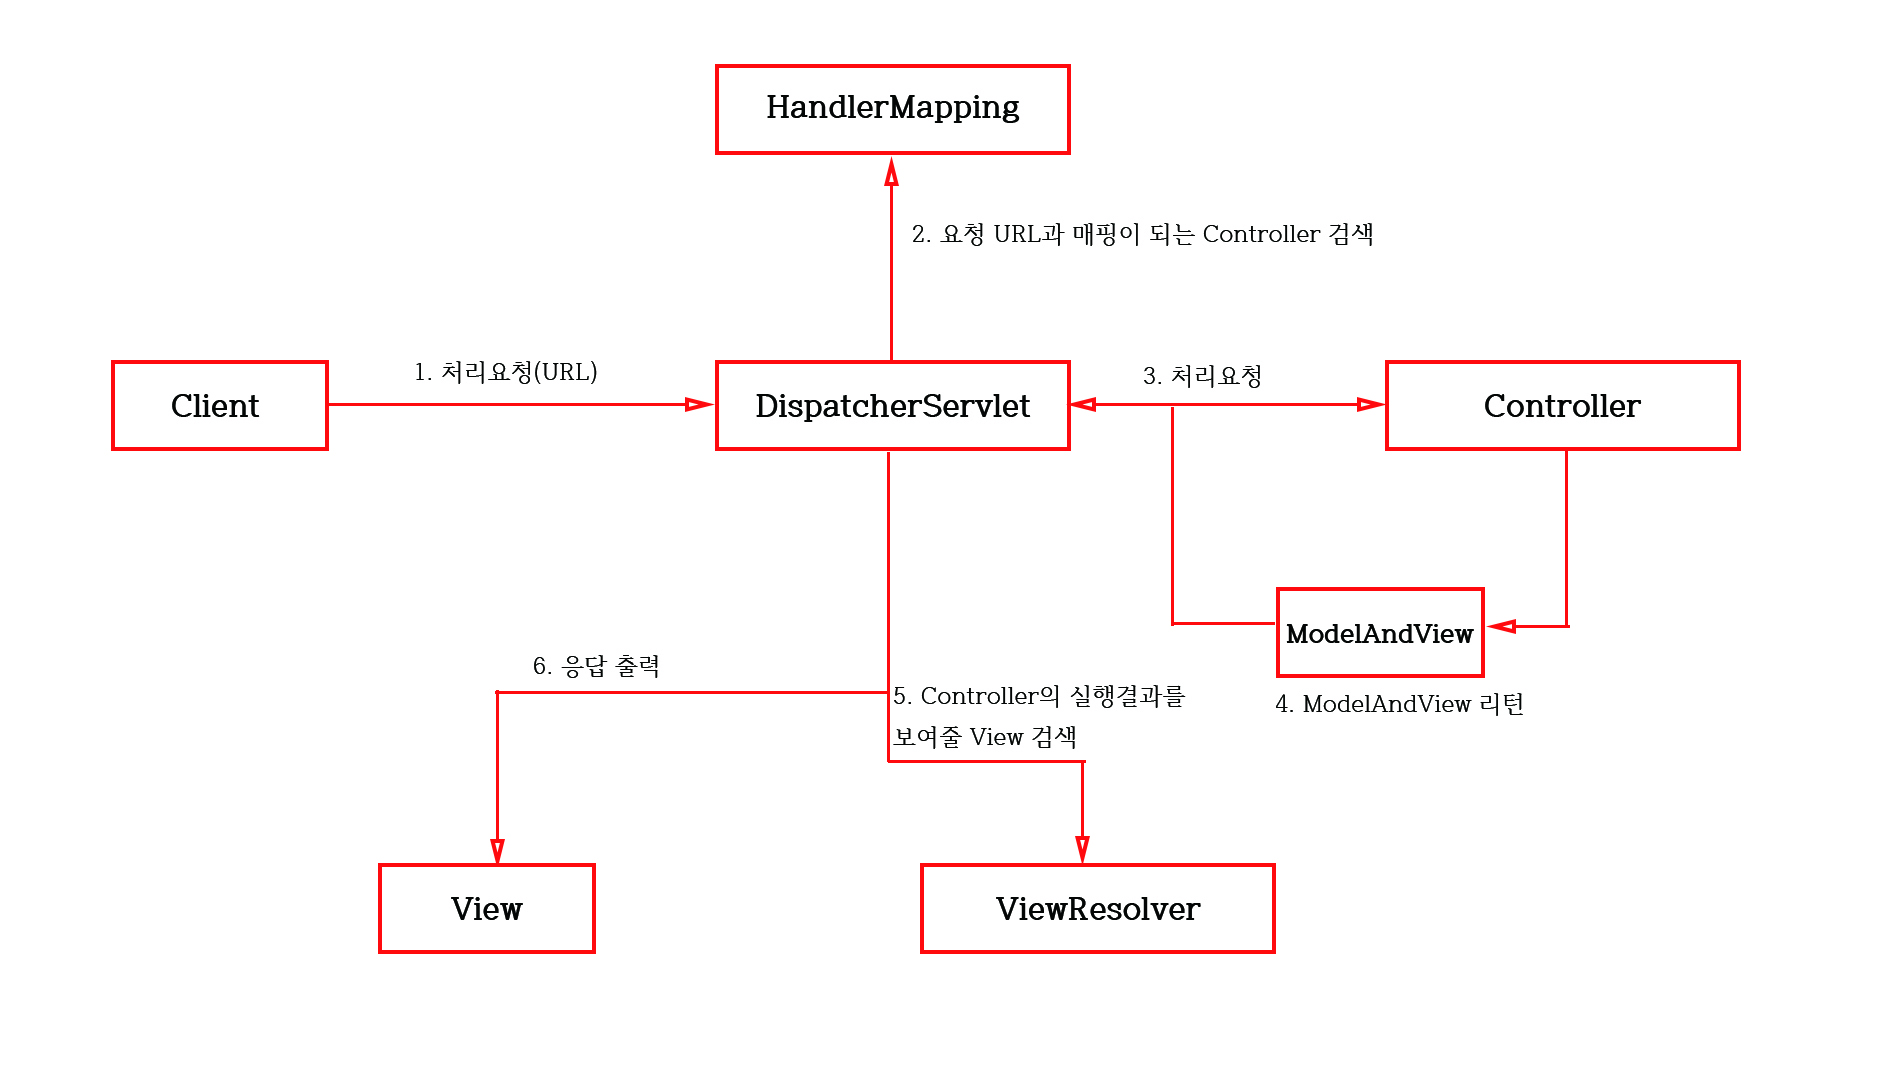 HandlerMapping
2. 요청 URL과 매핑이 되는 Controller 검색
1. 처리요청(URL)
3. 처리요청
Client
DispatcherServlet
Controller
ModelAndView
4. ModelAndView 리턴
6. 응답 출력
5. Controller의 실행결과를
보여줄 View 검색
View
ViewResolver